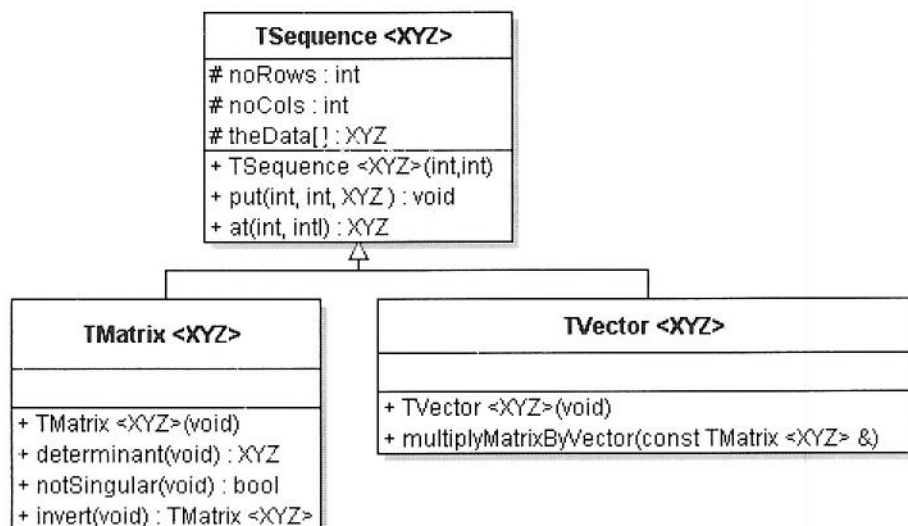 TSequence <XYZ>
# noRows : int
# noCols : int
# theData[ ] : XYZ
+ TSequence <XYZ>(int,int)
+ put(int, int, XYZ ) : void
+ at(int, intl) : XYZ
TMatrix <XYZ>
+ TMatrix <XYZ>(void)
+ determinant(void) : XYZ
+ notSingular(void) : bool
+ invert(void) : TMatrix <XYZ>
TVector <XYZ>
+ TVector <XYZ>(void)
+ multiplyMatrixByVector(const TMatrix <XYZ> &)